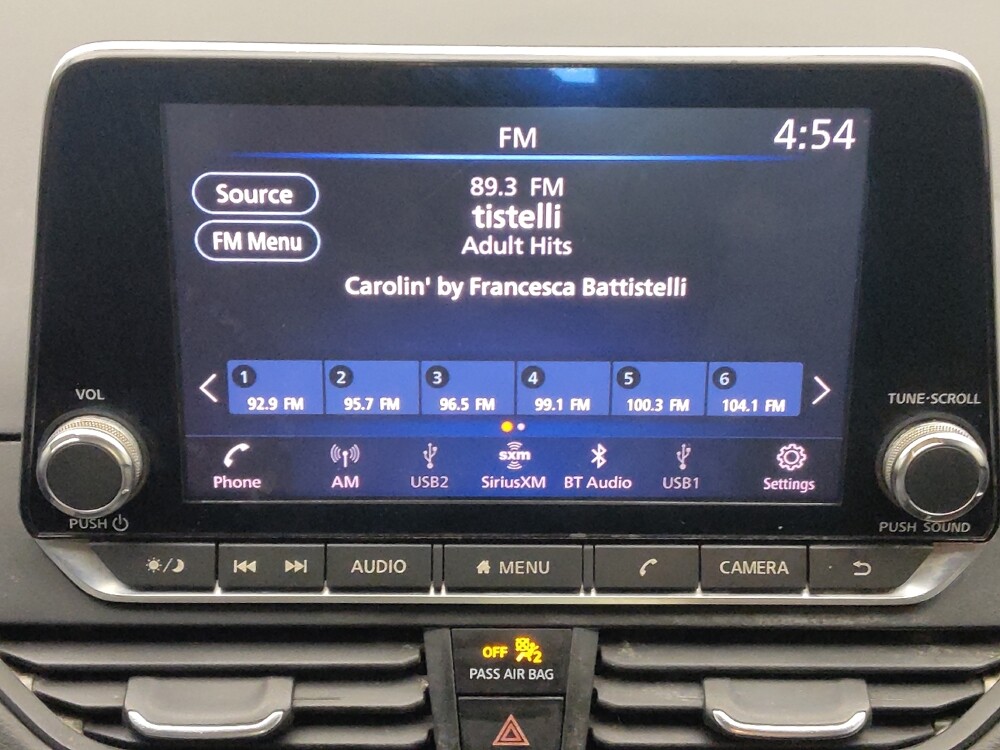 FM
4:54
Source
89.3 FM
tistelli
FM Menu
Adult Hits
Carolin' by Francesca Battistelli
1
2
3
4
5
6
92.9 FM
95.7 FM
96.5 FM
99.1 FM
100.3 FM
104.1 FM
VOL
TUNE·SCROLL
sxm
Phone
AM
USB2
SiriusXM
BT Audio
USB1
Settings
PUSH
PUSH SOUND
AUDIO
MENU
CAMERA
OFF
2
PASS AIR BAG